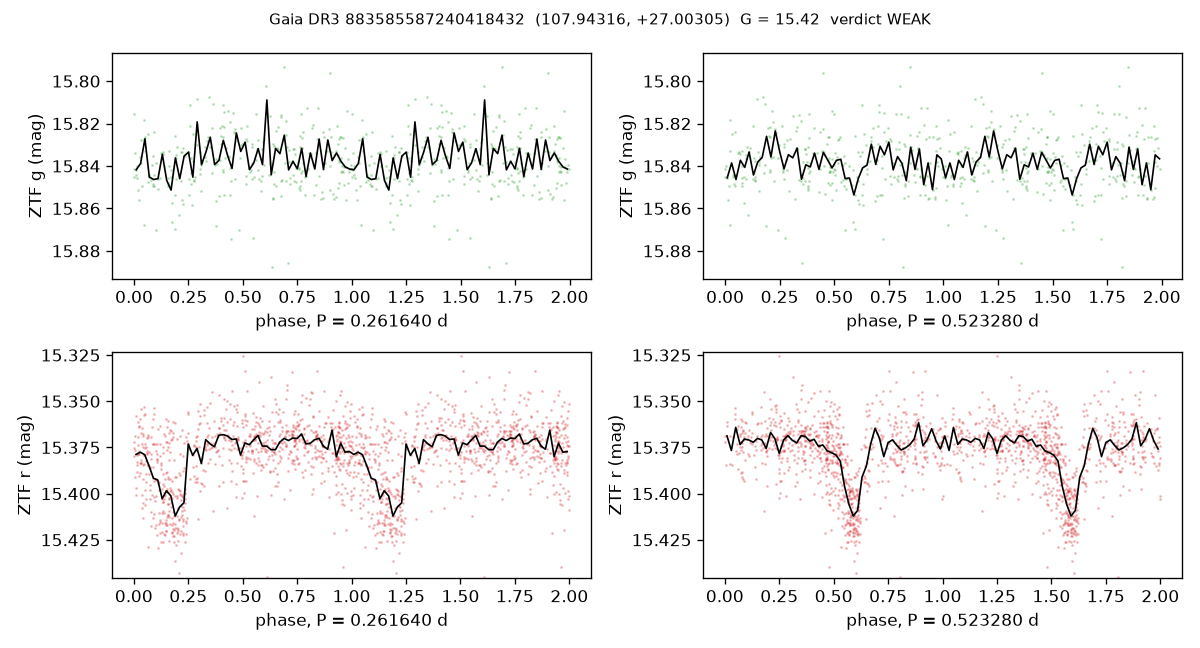 Gaia DR3 883585587240418432  (107.94316, +27.00305)  G = 15.42  verdict WEAK
ZTF g (mag)
15.80
15.82
15.84
15.86
15.88
0.00 0.25 0.50 0.75 1.00 1.25 1.50 1.75 2.00
phase, P = 0.261640 d
ZTF g (mag)
15.80
15.82
15.84
15.86
15.88
0.00 0.25 0.50 0.75 1.00 1.25 1.50 1.75 2.00
phase, P = 0.523280 d
ZTF r (mag)
15.325
15.350
15.375
15.400
15.425
0.00 0.25 0.50 0.75 1.00 1.25 1.50 1.75 2.00
phase, P = 0.261640 d
ZTF r (mag)
15.325
15.350
15.375
15.400
15.425
0.00 0.25 0.50 0.75 1.00 1.25 1.50 1.75 2.00
phase, P = 0.523280 d